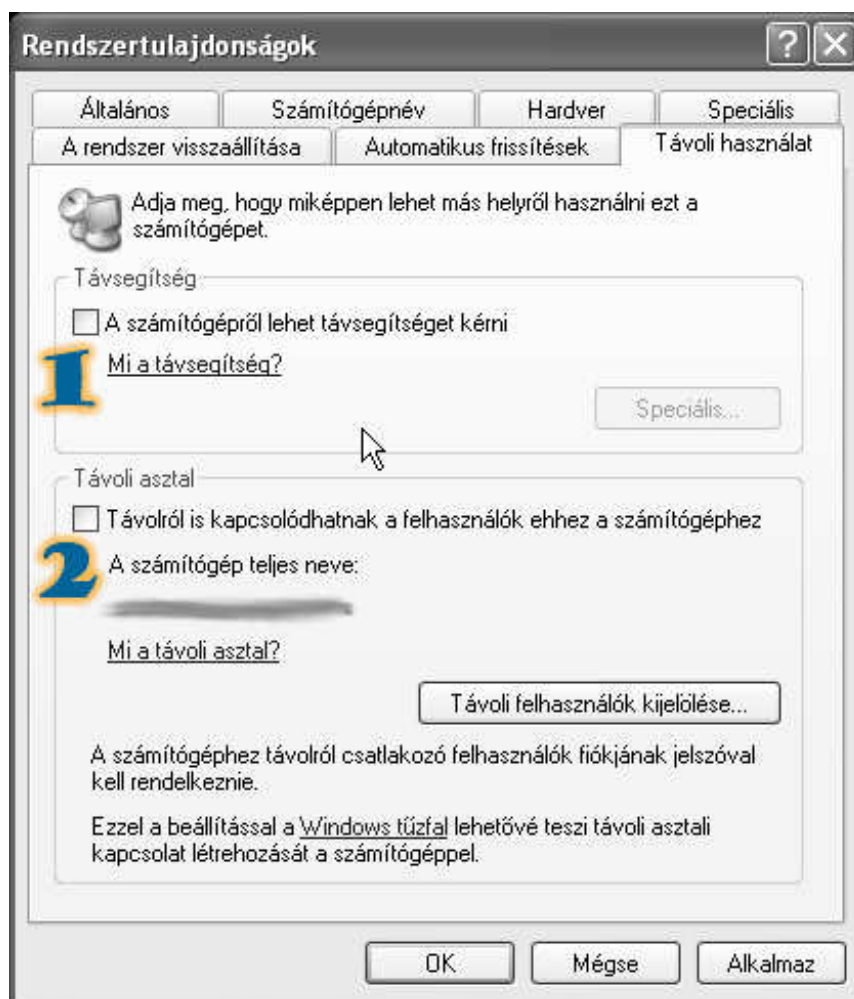 Rendszertulajdonságok
Általános
Számítógépnév
Hardver
Speciális
A rendszer visszaállítása
Automatikus frissítések
Távoli használat
Adja meg, hogy miképpen lehet más helyről használni ezt a
számítógépet.
Távsegítség
A számítógépről lehet távsegítséget kérni
1
Mi a távsegítség?
Speciális...
Távoli asztal
Távolról is kapcsolódhatnak a felhasználók ehhez a számítógéphez
2
A számítógép teljes neve:
Mi a távoli asztal?
Távoli felhasználók kijelölése...
A számítógéphez távolról csatlakozó felhasználók fiókjának jelszóval
kell rendelkeznie.
Ezzel a beállítással a Windows tűzfal lehetővé teszi távoli asztali
kapcsolat létrehozását a számítógéppel.
OK
Mégse
Alkalmaz